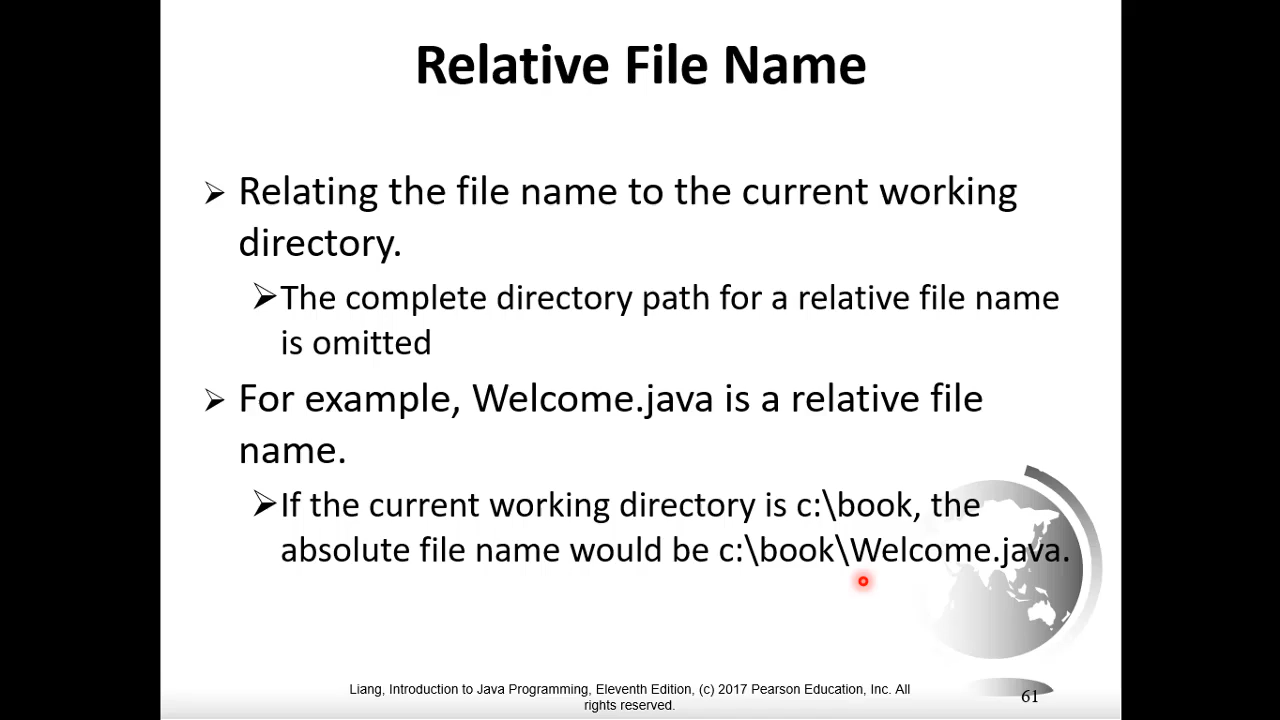 Relative File Name
Relating the file name to the current working
directory.
The complete directory path for a relative file name
is omitted
For example, Welcome.java is a relative file
name.
If the current working directory is c:\book, the
absolute file name would be c:\book\Welcome.java.
Liang, Introduction to Java Programming, Eleventh Edition, (c) 2017 Pearson Education, Inc. All
rights reserved.
61